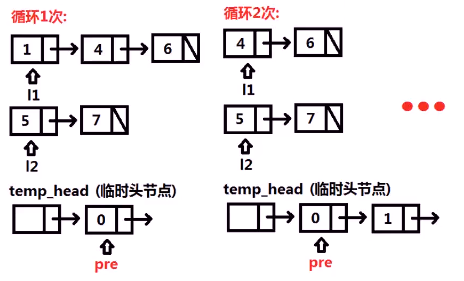 循环1次:
1 4 6
l1
5 7
l2
temp_head (临时头节点)
0
pre
循环2次:
4 6
l1
5 7
l2
temp_head (临时头节点)
0 1
pre